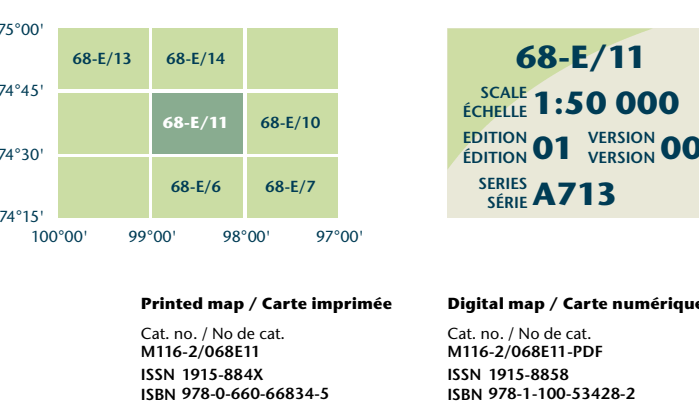 75°00'
68-E/13 68-E/14
74°45'
68-E/11 68-E/10
74°30'
68-E/6 68-E/7
74°15'
100°00' 99°00' 98°00' 97°00'
68-E/11
SCALE
ÉCHELLE 1:50 000
EDITION
ÉDITION 01 VERSION
VERSION 00
SERIES
SÉRIE A713
Printed map / Carte imprimée
Cat. no. / No de cat.
M116-2/068E11
ISSN 1915-884X
ISBN 978-0-660-66834-5
Digital map / Carte numérique
Cat. no. / No de cat.
M116-2/068E11-PDF
ISSN 1915-8858
ISBN 978-1-100-53428-2